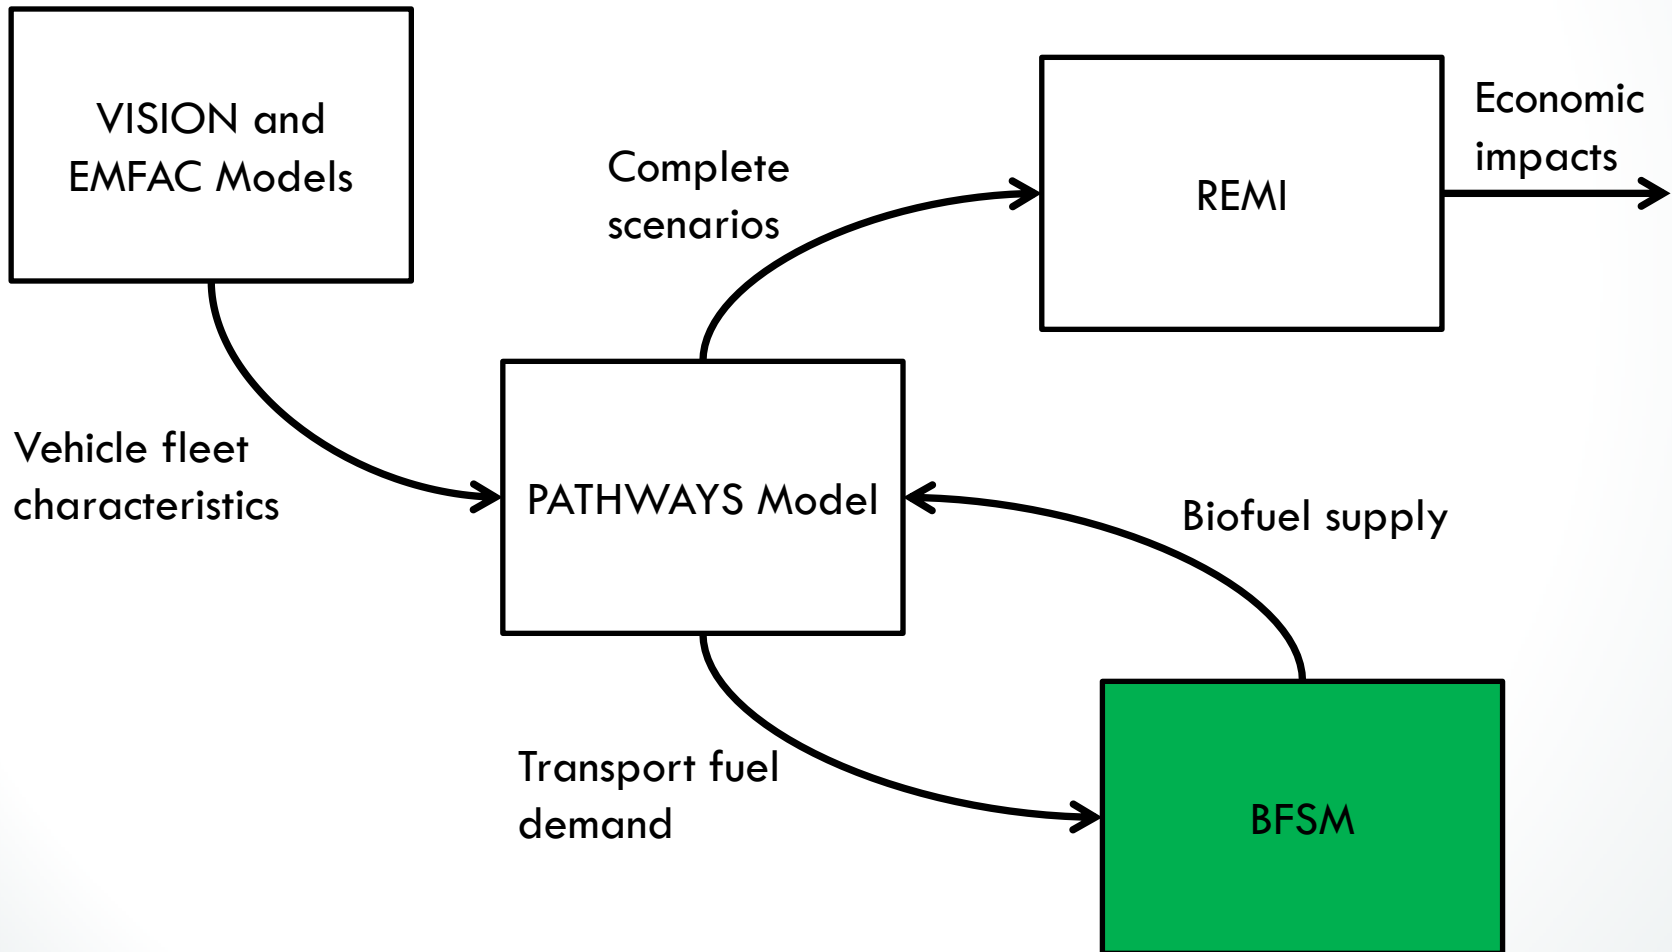 VISION and
EMFAC Models
Complete
scenarios
REMI
Economic
impacts
Vehicle fleet
characteristics
PATHWAYS Model
Biofuel supply
Transport fuel
demand
BFSM